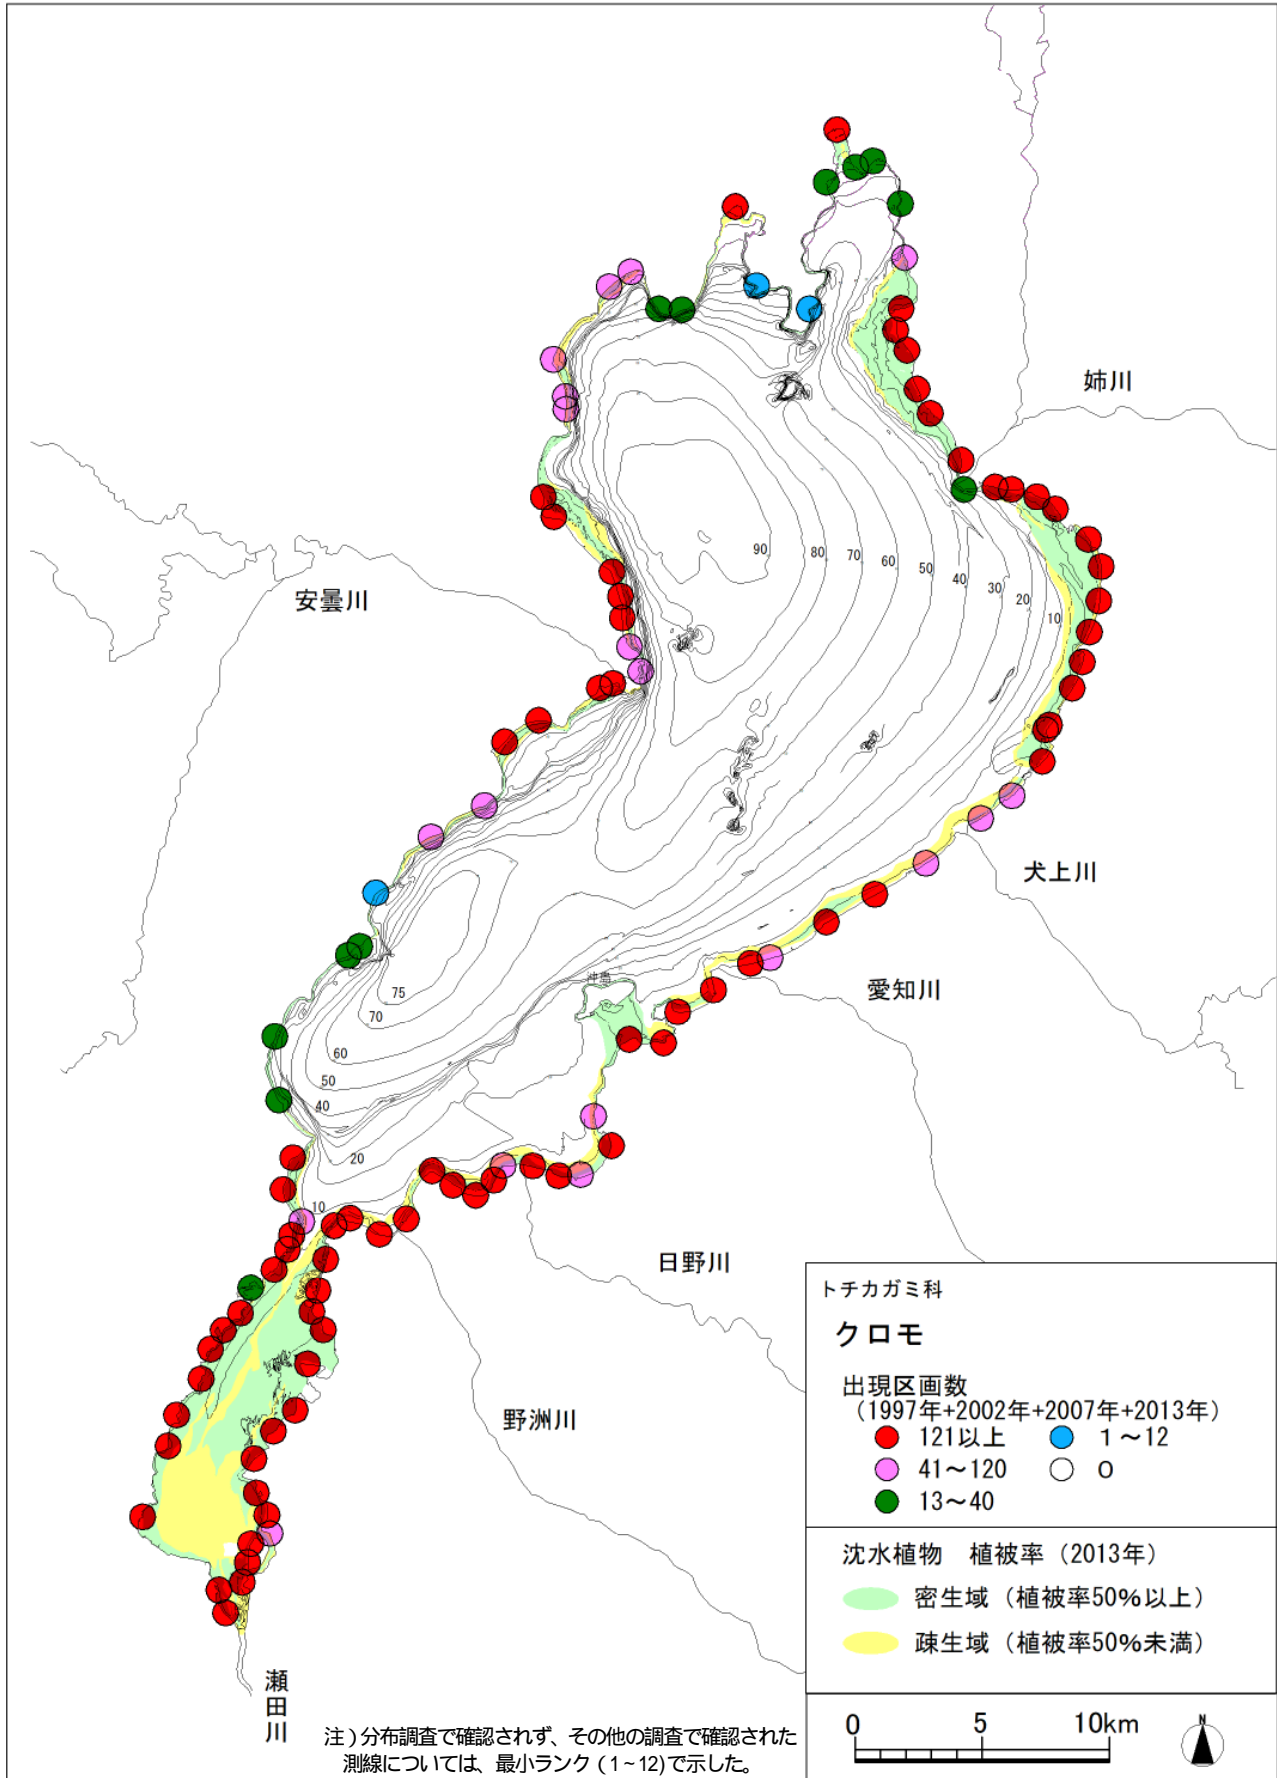 姉川
90
80
70
60
50
40
30
20
10
安曇川
犬上川
沖島
愛知川
75
70
60
50
40
20
10
日野川
野洲川
瀬田川
トチカガミ科
クロモ
出現区画数
（1997年+2002年+2007年+2013年）
121以上
1～12
41～120
0
13～40
沈水植物　植被率（2013年）
密生域（植被率50%以上）
疎生域（植被率50%未満）
0 5 10km
N
注）分布調査で確認されず、その他の調査で確認された
測線については、最小ランク（1~12）で示した。